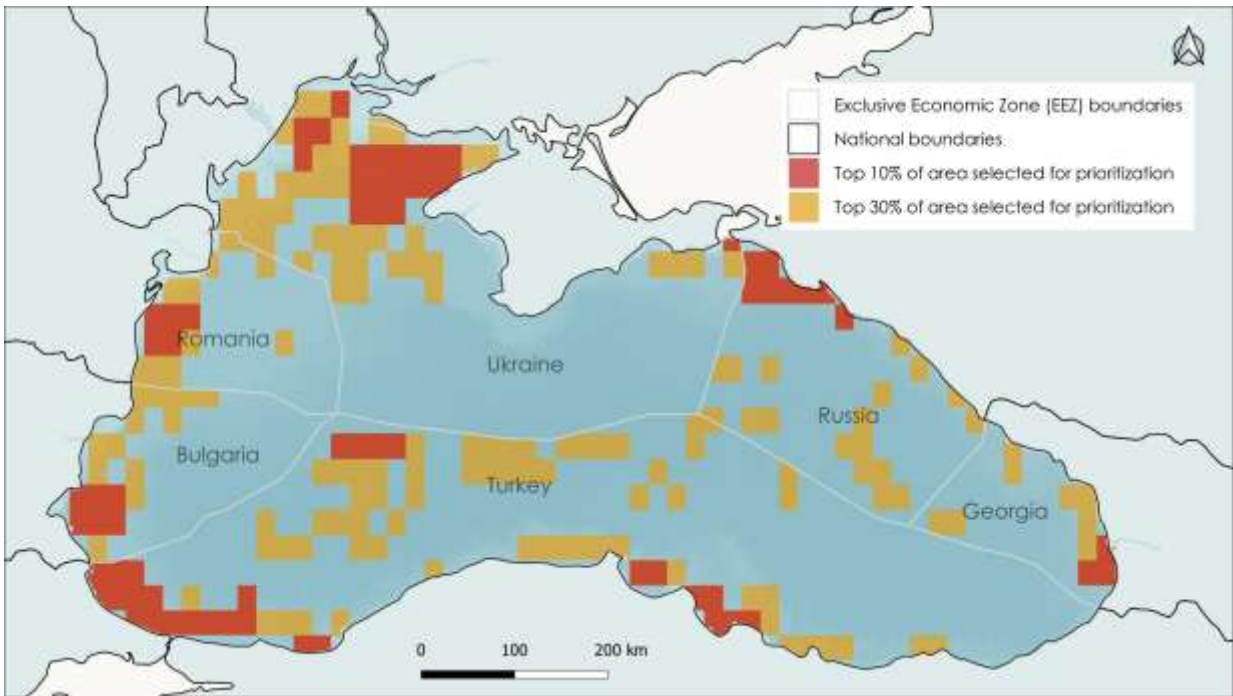 Exclusive Economic Zone (EEZ) boundaries
National boundaries
Top 10% of area selected for prioritization
Top 30% of area selected for prioritization
Romania
Ukraine
Russia
Bulgaria
Turkey
Georgia
0 100 200 km